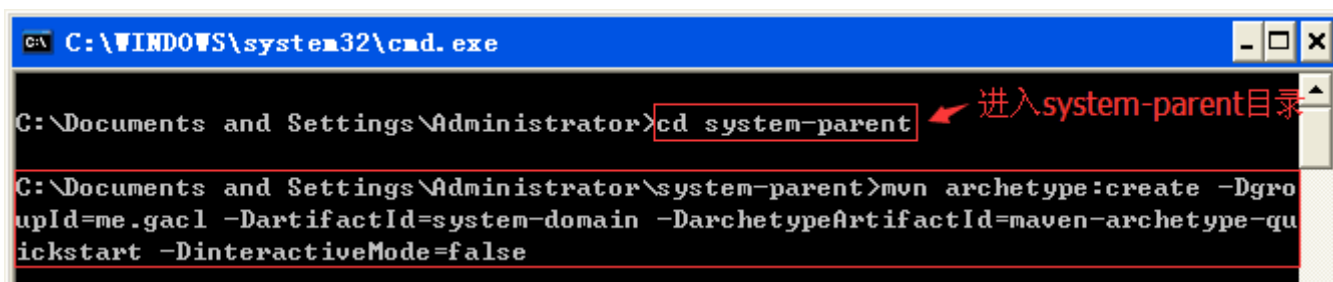 C:\WINDOWS\system32\cmd.exe
C:\Documents and Settings\Administrator>cd system-parent
进入system-parent目录
C:\Documents and Settings\Administrator\system-parent>mvn archetype:create -Dgro
upId=me.gacl -DartifactId=system-domain -DarchetypeArtifactId=maven-archetype-qu
ickstart -DinteractiveMode=false